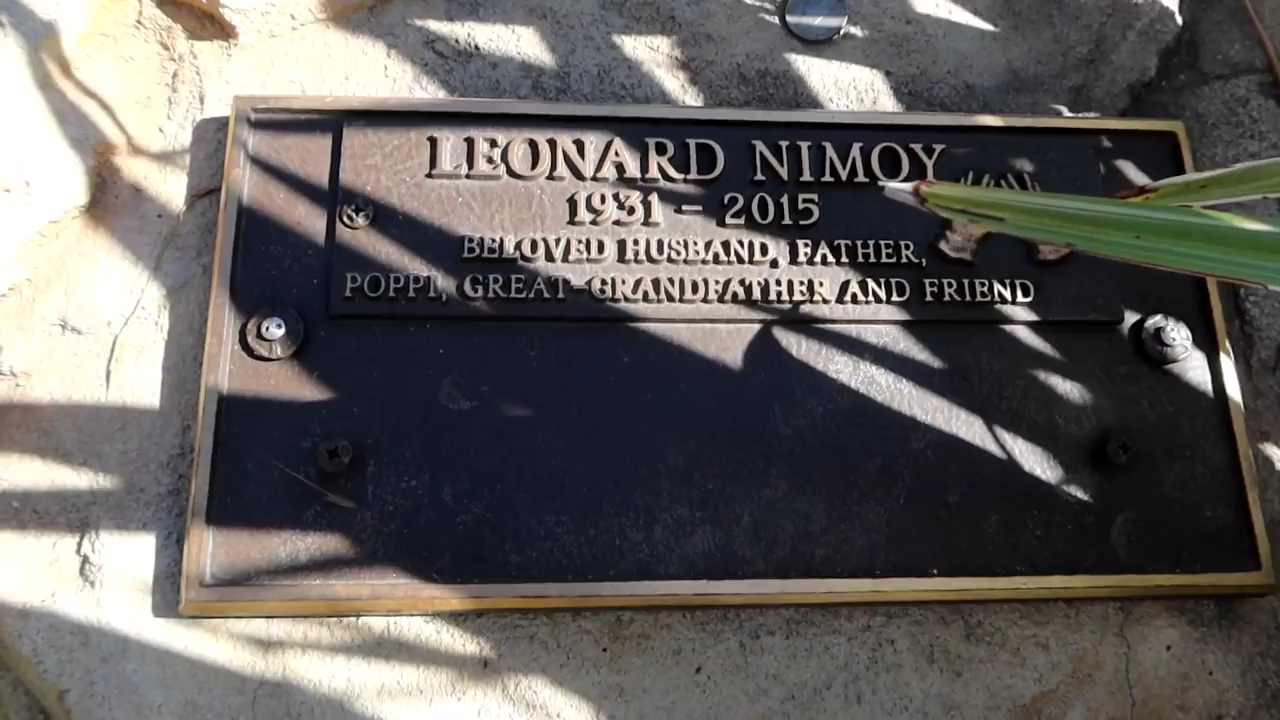 LEONARD NIMOY
1931 – 2015
BELOVED HUSBAND, FATHER,
POPPI, GREAT-GRANDFATHER AND FRIEND